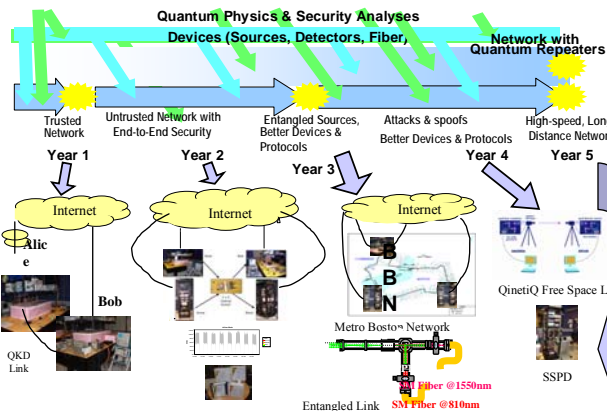 Quantum Physics & Security Analyses
Devices (Sources, Detectors, Fiber)
Network with
Quantum Repeaters
Trusted
Network
Untrusted Network with
End-to-End Security
Entangled Sources,
Better Devices &
Protocols
Attacks & spoofs
Better Devices & Protocols
High-speed, Lon
Distance Networ
Year 1
Year 2
Year 3
Year 4
Year 5
Internet
Internet
Internet
Alic
e
Bob
QKD
Link
B
B
N
Metro Boston Network
Entangled Link
SM Fiber @1550nm
SM Fiber @810nm
QinetiQ Free Space L
SSPD